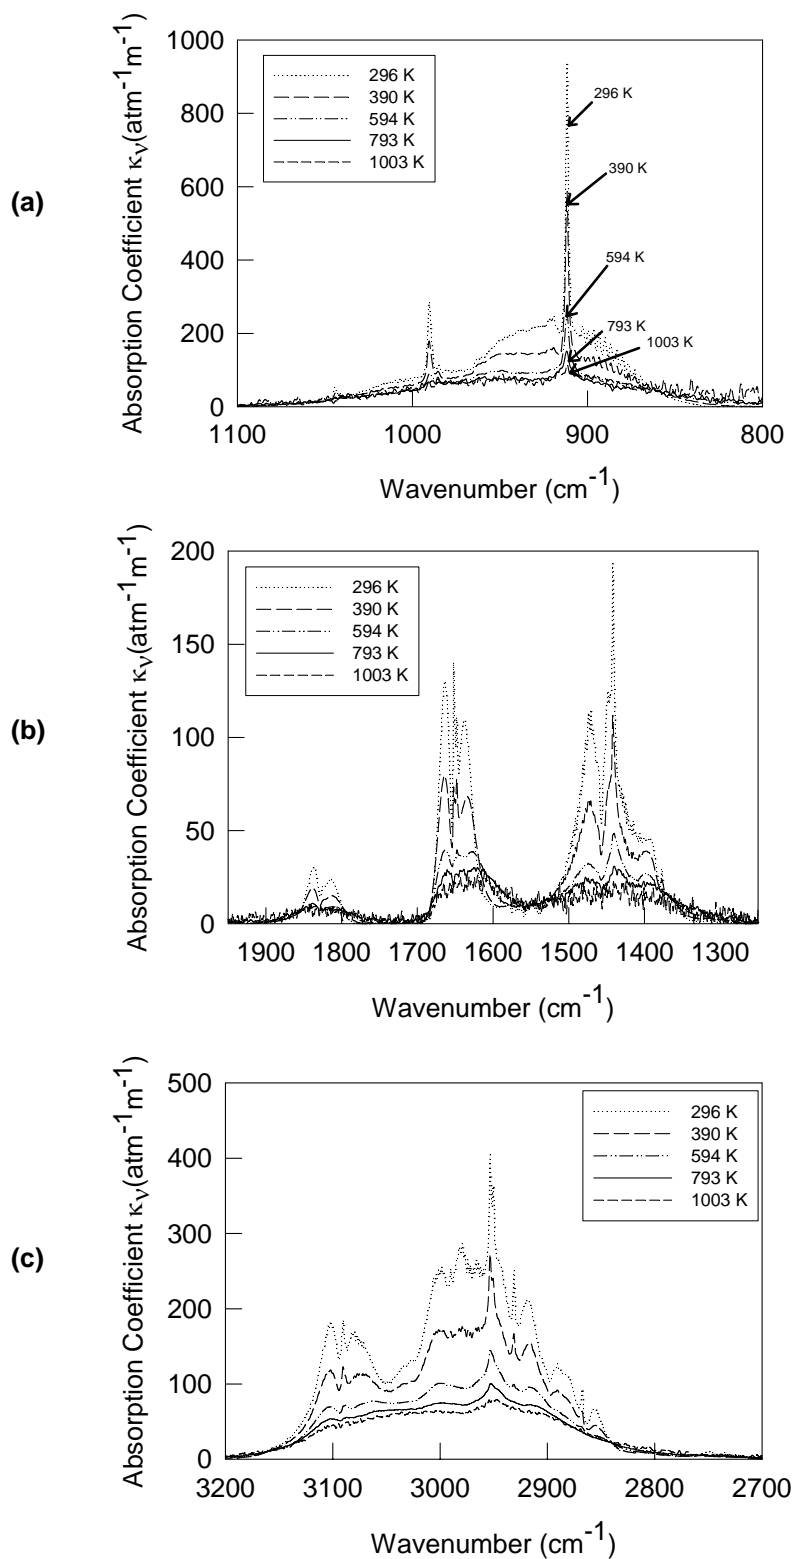 (a)
Absorption Coefficient κν(atm-1m-1)
1000
800
600
400
200
0
296 K
390 K
594 K
793 K
1003 K
296 K
390 K
594 K
793 K
1003 K
1100 1000 900 800
Wavenumber (cm-1)
(b)
Absorption Coefficient κν(atm-1m-1)
200
150
100
50
0
296 K
390 K
594 K
793 K
1003 K
1900 1800 1700 1600 1500 1400 1300
Wavenumber (cm-1)
(c)
Absorption Coefficient κν(atm-1m-1)
500
400
300
200
100
0
296 K
390 K
594 K
793 K
1003 K
3200 3100 3000 2900 2800 2700
Wavenumber (cm-1)